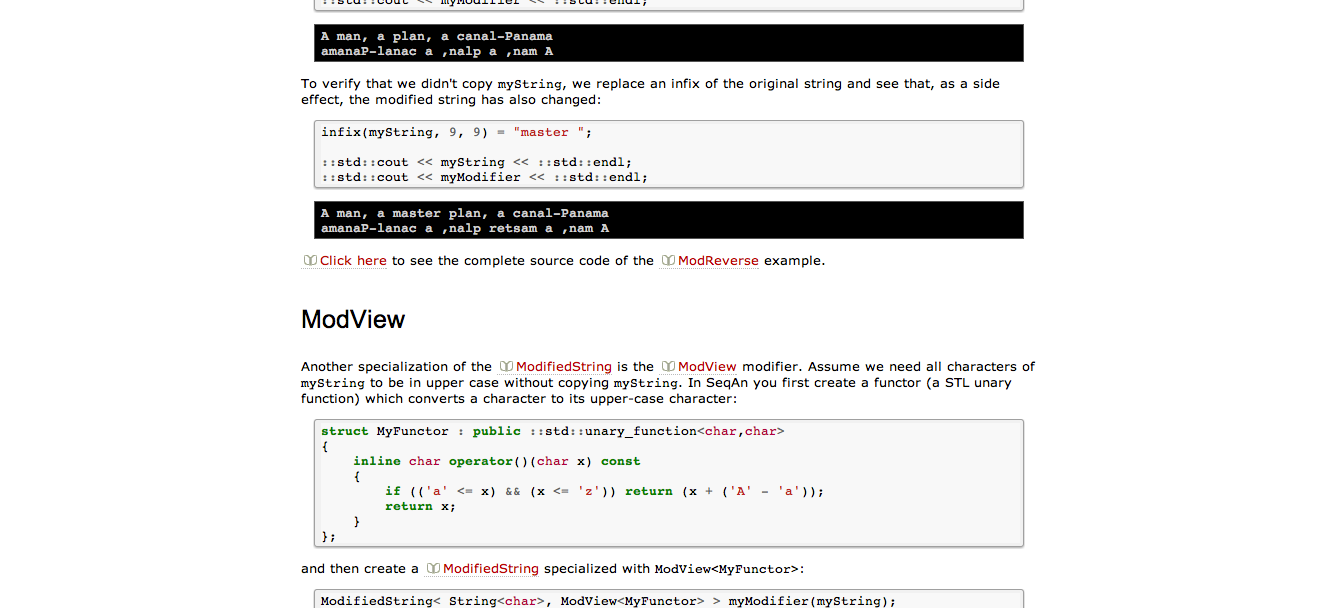 ::std::cout << myModifier << ::std::endl;
A man, a plan, a canal-Panama
amanaP-lanac a ,nalp a ,nam A
To verify that we didn't copy myString, we replace an infix of the original string and see that, as a side
effect, the modified string has also changed:
infix(myString, 9, 9) = "master ";
::std::cout << myString << ::std::endl;
::std::cout << myModifier << ::std::endl;
A man, a master plan, a canal-Panama
amanaP-lanac a ,nalp retsam a ,nam A
Click here to see the complete source code of the ModReverse example.
ModView
Another specialization of the ModifiedString is the ModView modifier. Assume we need all characters of
myString to be in upper case without copying myString. In SeqAn you first create a functor (a STL unary
function) which converts a character to its upper-case character:
struct MyFunctor : public ::std::unary_function<char,char>
{
    inline char operator()(char x) const
    {
        if (('a' <= x) && (x <= 'z')) return (x + ('A' - 'a'));
        return x;
    }
};
and then create a ModifiedString specialized with ModView<MyFunctor>:
ModifiedString< String<char>, ModView<MyFunctor> > myModifier(myString);